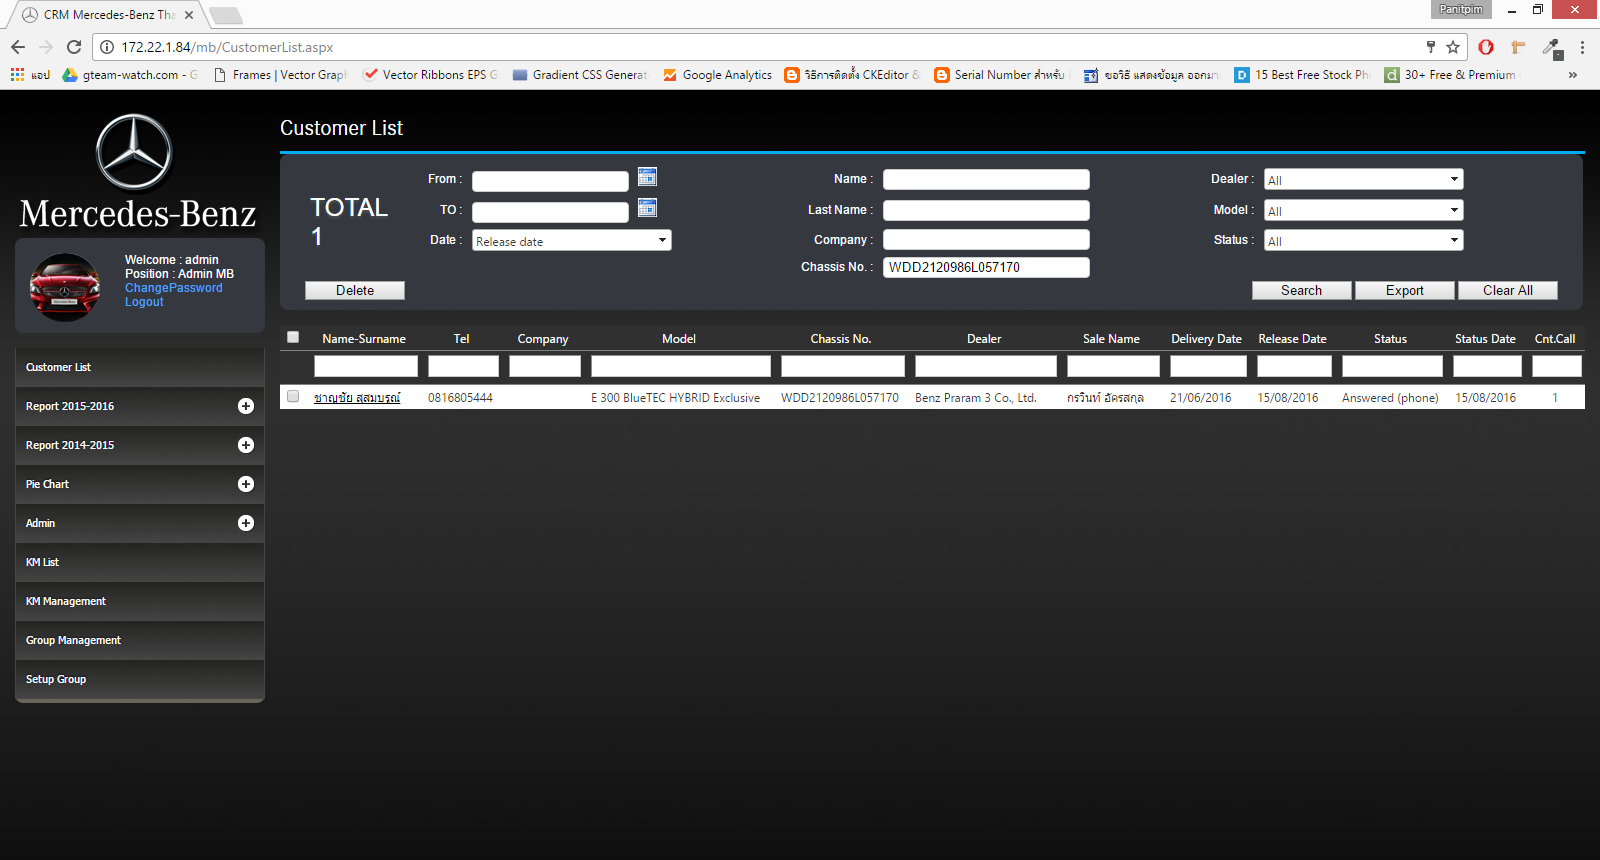 CRM Mercedes-Benz Tha
Panitpim
172.22.1.84/mb/CustomerList.aspx
แอป
gteam-watch.com - G
Frames | Vector Graph
Vector Ribbons EPS G
Gradient CSS Generat
Google Analytics
วิธีการติดตั้ง CKEditor &
Serial Number สำหรับ
ขอวิธี แสดงข้อมูล ออกมา
15 Best Free Stock Ph
30+ Free & Premium
»
Mercedes-Benz
Welcome : admin
Position : Admin MB
ChangePassword
Logout
Customer List
Report 2015-2016
Report 2014-2015
Pie Chart
Admin
KM List
KM Management
Group Management
Setup Group
Customer List
TOTAL
1
From :
TO :
Date : Release date
Name :
Last Name :
Company :
Chassis No. : WDD2120986L057170
Dealer : All
Model : All
Status : All
Delete
Search Export Clear All
Name-Surname Tel Company Model Chassis No. Dealer Sale Name Delivery Date Release Date Status Status Date Cnt.Call
ชาญชัย สุสมบรุณ์ 0816805444 E 300 BlueTEC HYBRID Exclusive WDD2120986L057170 Benz Praram 3 Co., Ltd. กรวินท์ อัครสกุล 21/06/2016 15/08/2016 Answered (phone) 15/08/2016 1